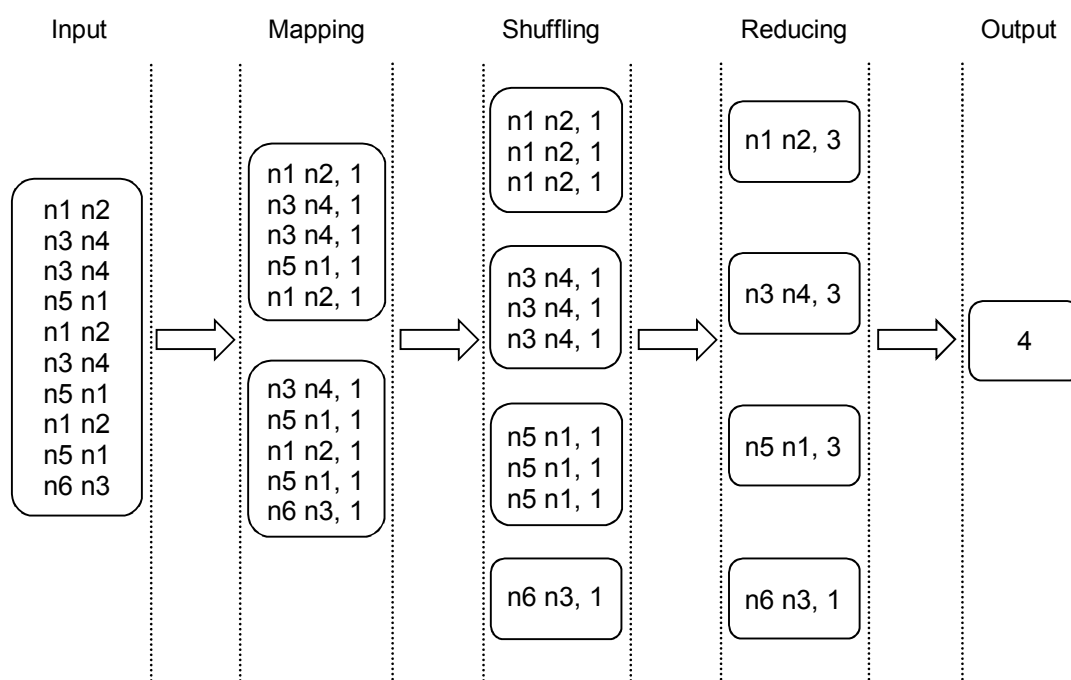 Input
Mapping
Shuffling
Reducing
Output
n1 n2
n3 n4
n3 n4
n5 n1
n1 n2
n3 n4
n5 n1
n1 n2
n5 n1
n6 n3
n1 n2, 1
n3 n4, 1
n3 n4, 1
n5 n1, 1
n1 n2, 1
n3 n4, 1
n5 n1, 1
n1 n2, 1
n5 n1, 1
n6 n3, 1
n1 n2, 1
n1 n2, 1
n1 n2, 1
n3 n4, 1
n3 n4, 1
n3 n4, 1
n5 n1, 1
n5 n1, 1
n5 n1, 1
n6 n3, 1
n1 n2, 3
n3 n4, 3
n5 n1, 3
n6 n3, 1
4